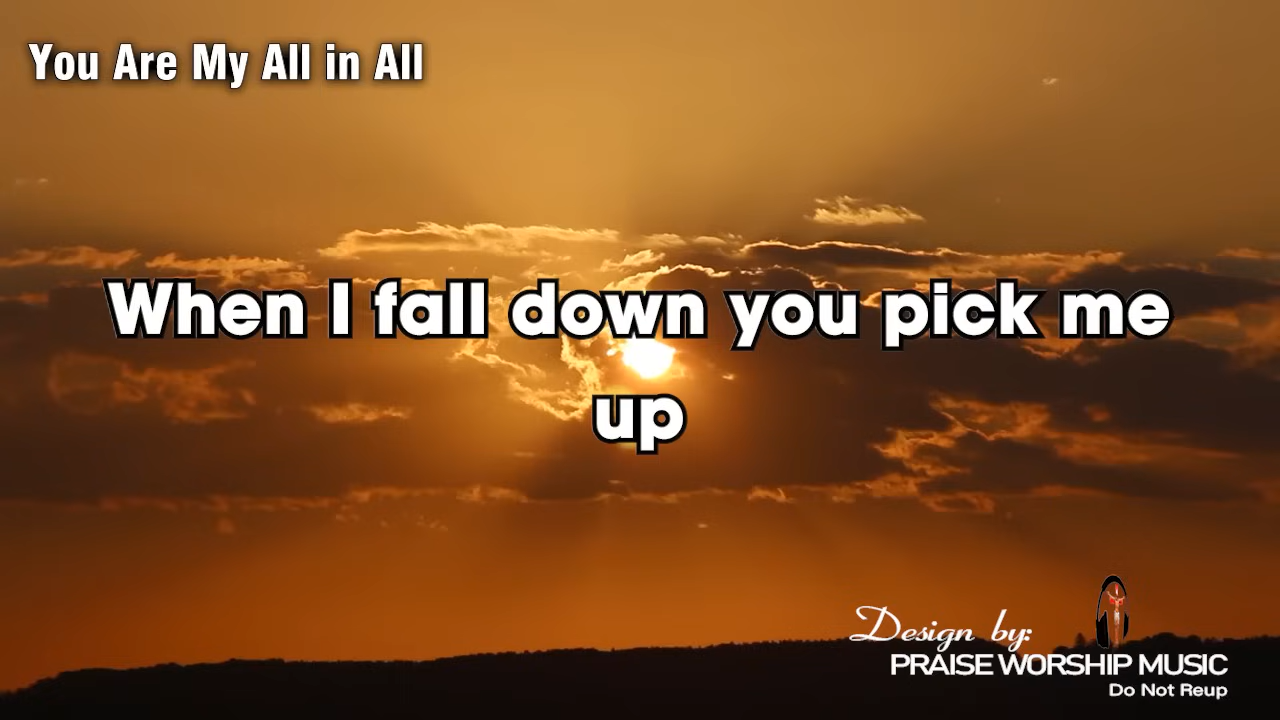 You Are My All in All
When I fall down you pick me
up
Design by:
PRAISE WORSHIP MUSIC
Do Not Reup